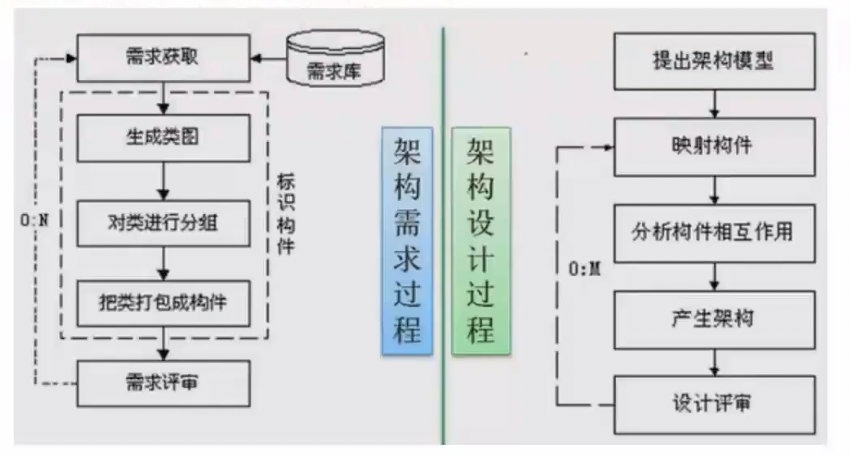 需求获取
需求库
生成类图
对类进行分组
把类打包成构件
标识构件
0:N
需求评审
架构需求过程
架构设计过程
提出架构模型
映射构件
分析构件相互作用
0:M
产生架构
设计评审